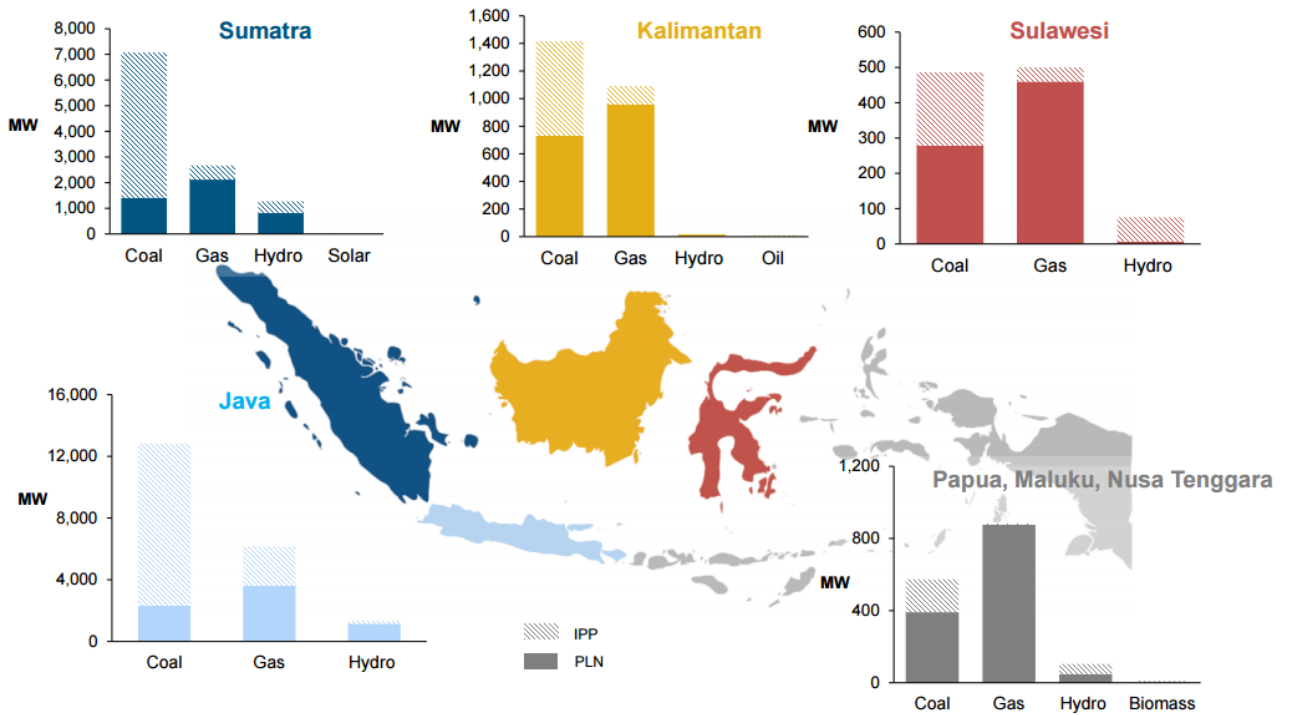 Sumatra
8,000
7,000
6,000
5,000
4,000
3,000
2,000
1,000
0
MW
Coal Gas Hydro Solar
Kalimantan
1,600
1,400
1,200
1,000
800
600
400
200
0
MW
Coal Gas Hydro Oil
Sulawesi
600
500
400
300
200
100
0
MW
Coal Gas Hydro
Java
16,000
12,000
8,000
4,000
0
MW
Coal Gas Hydro
IPP
PLN
Papua, Maluku, Nusa Tenggara
1,200
800
400
0
MW
Coal Gas Hydro Biomass